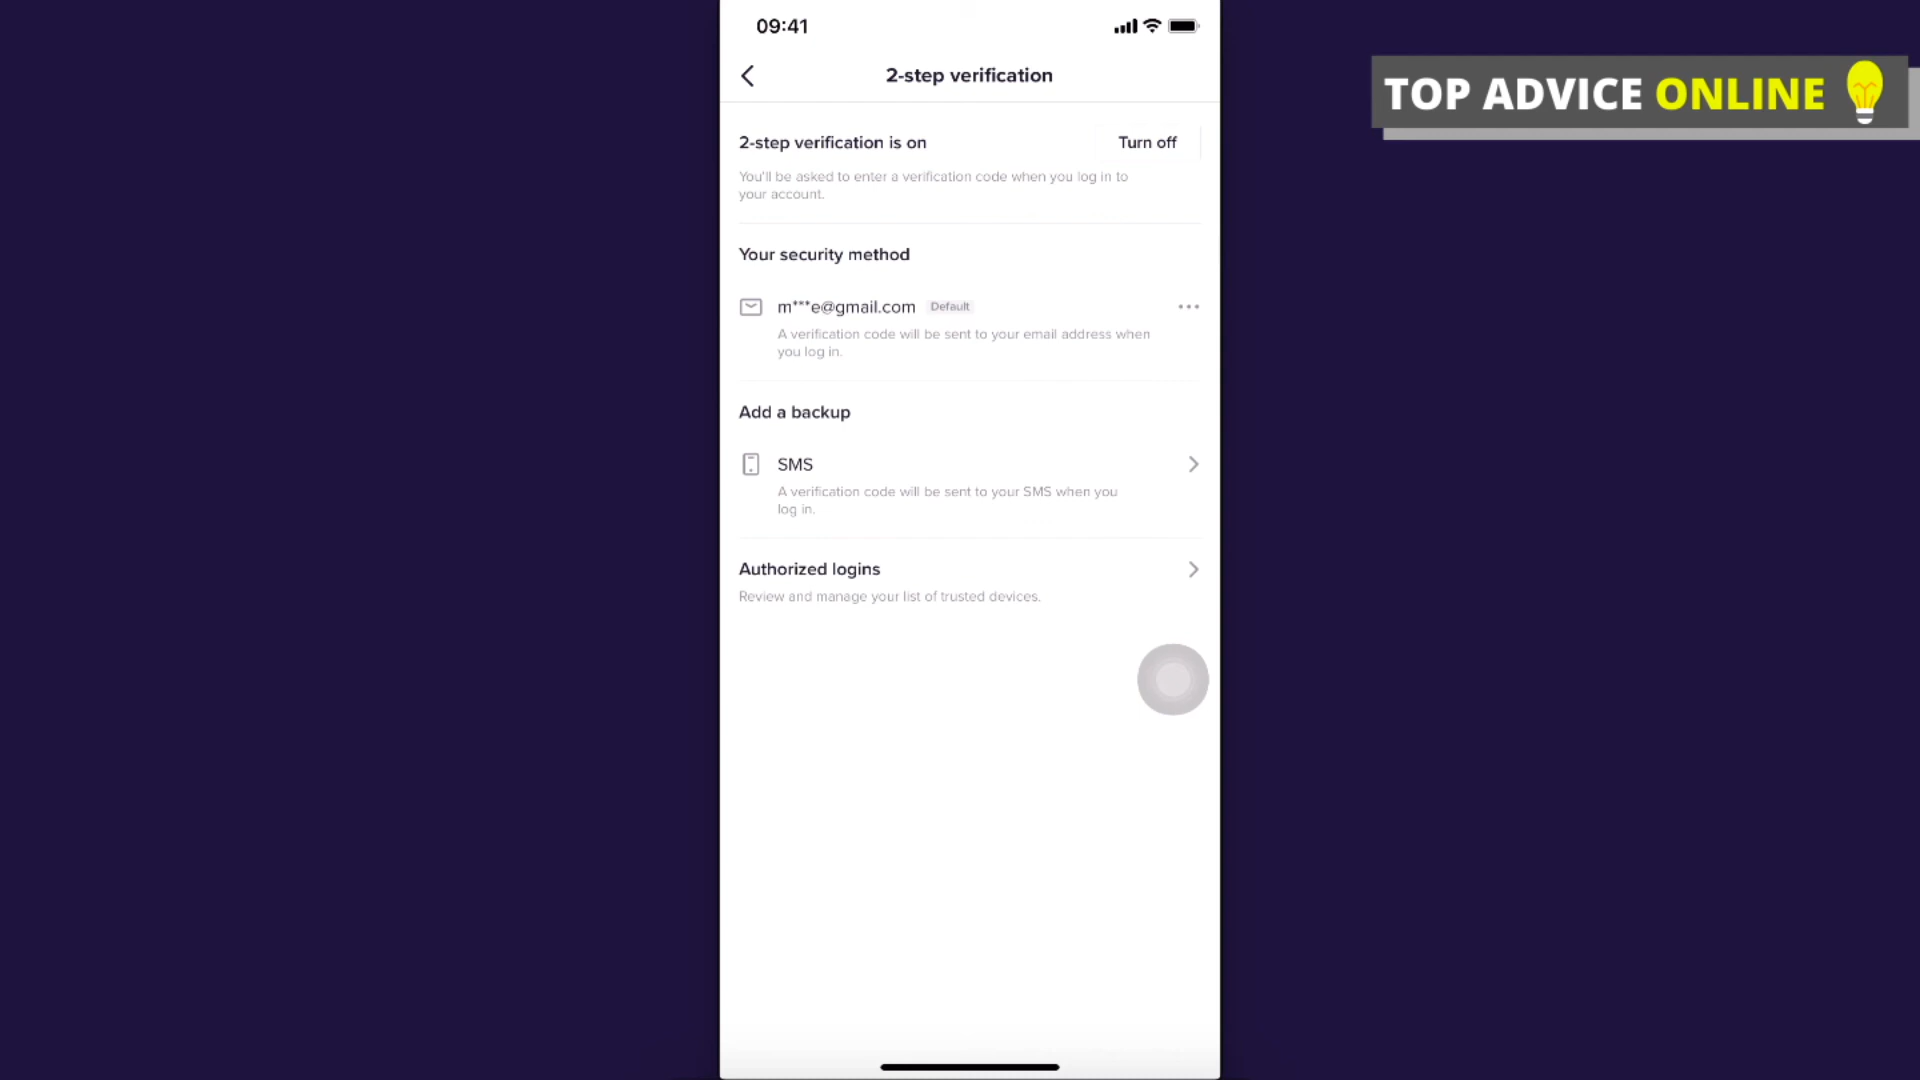 09:41
2-step verification
TOP ADVICE ONLINE
2-step verification is on
Turn off
You'll be asked to enter a verification code when you log in to
your account.
Your security method
m***e@gmail.com Default
A verification code will be sent to your email address when
you log in.
Add a backup
SMS
A verification code will be sent to your SMS when you
log in.
Authorized logins
Review and manage your list of trusted devices.